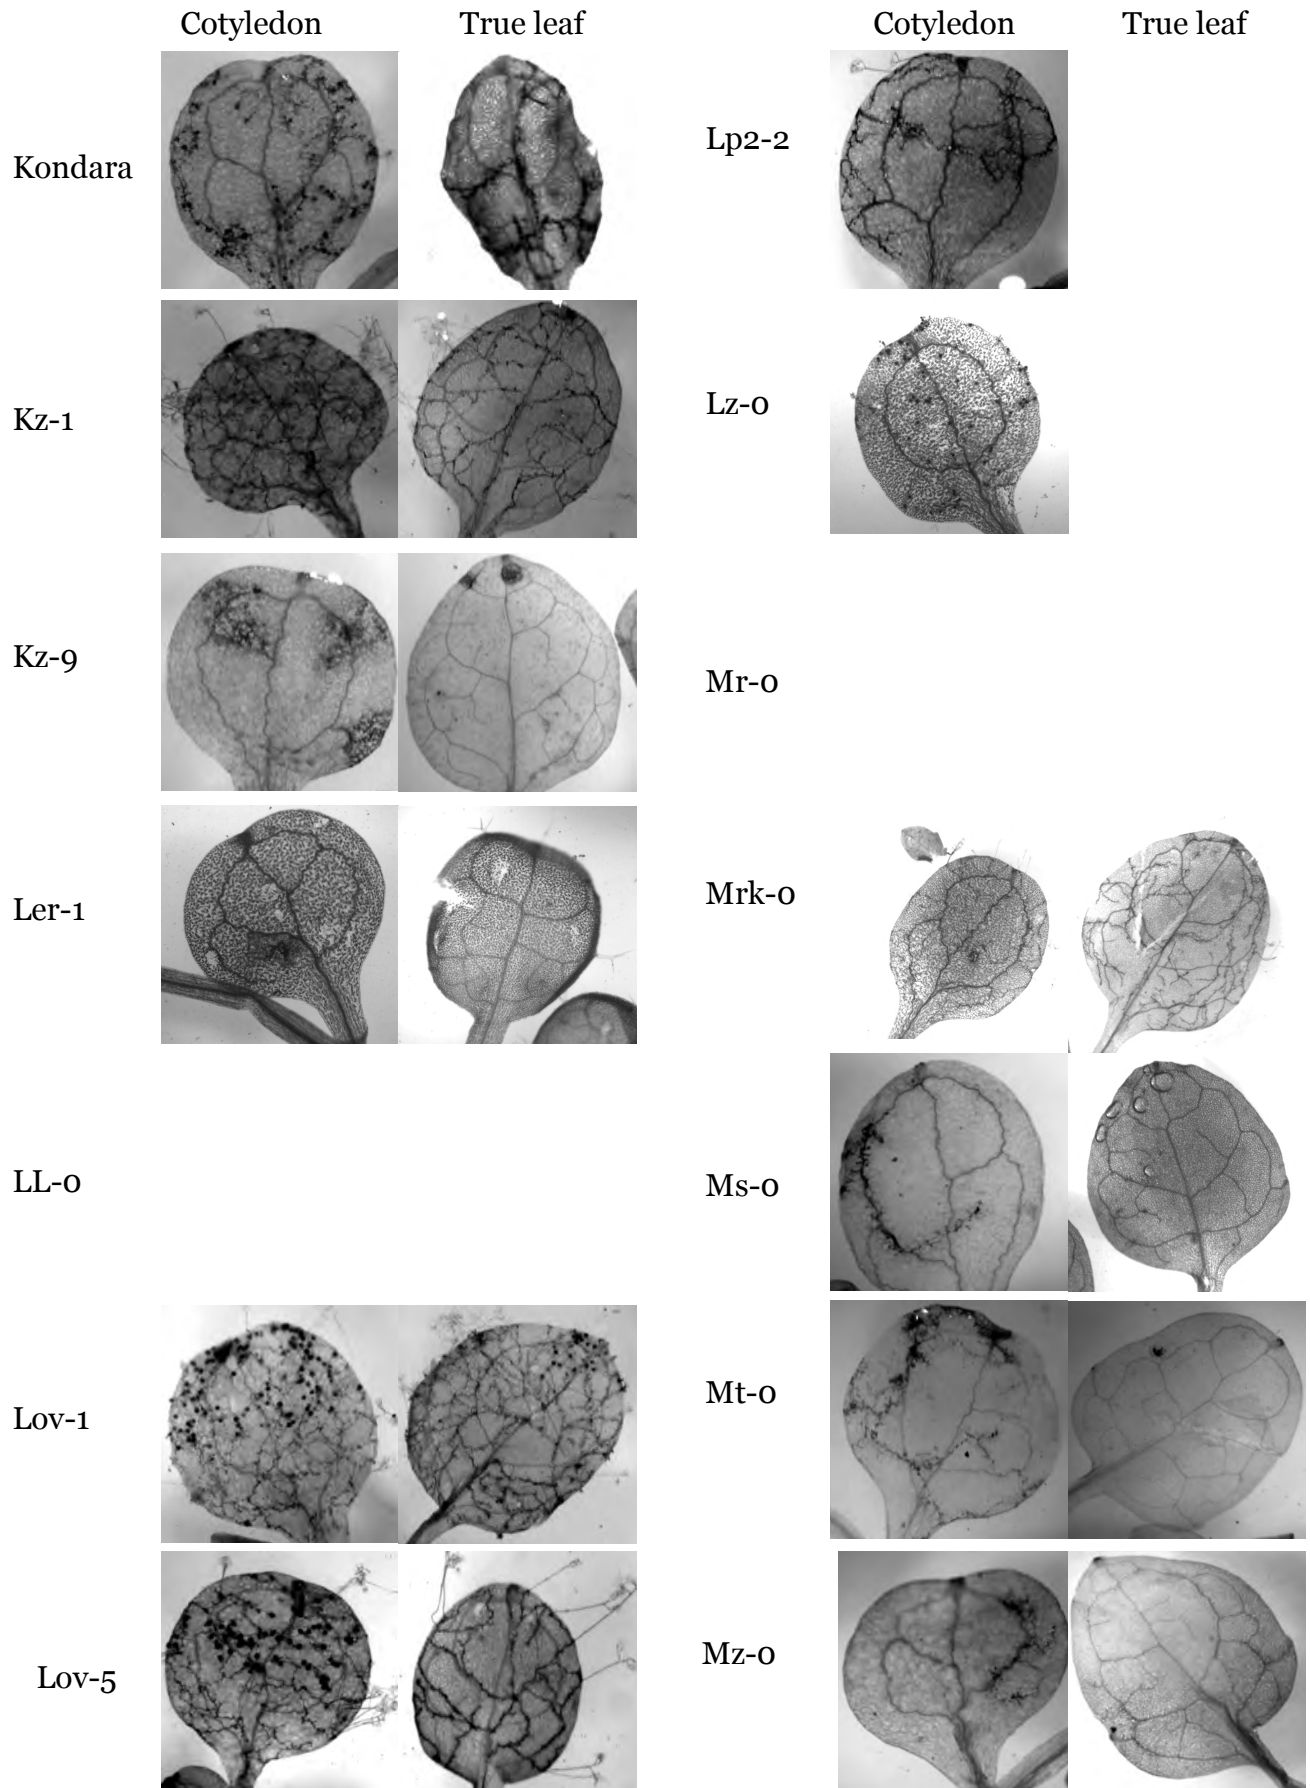 Cotyledon True leaf Cotyledon True leaf
Kondara
Lp2-2
Kz-1
Lz-0
Kz-9
Mr-0
Ler-1
Mrk-0
LL-0
Ms-0
Lov-1
Mt-0
Lov-5
Mz-0